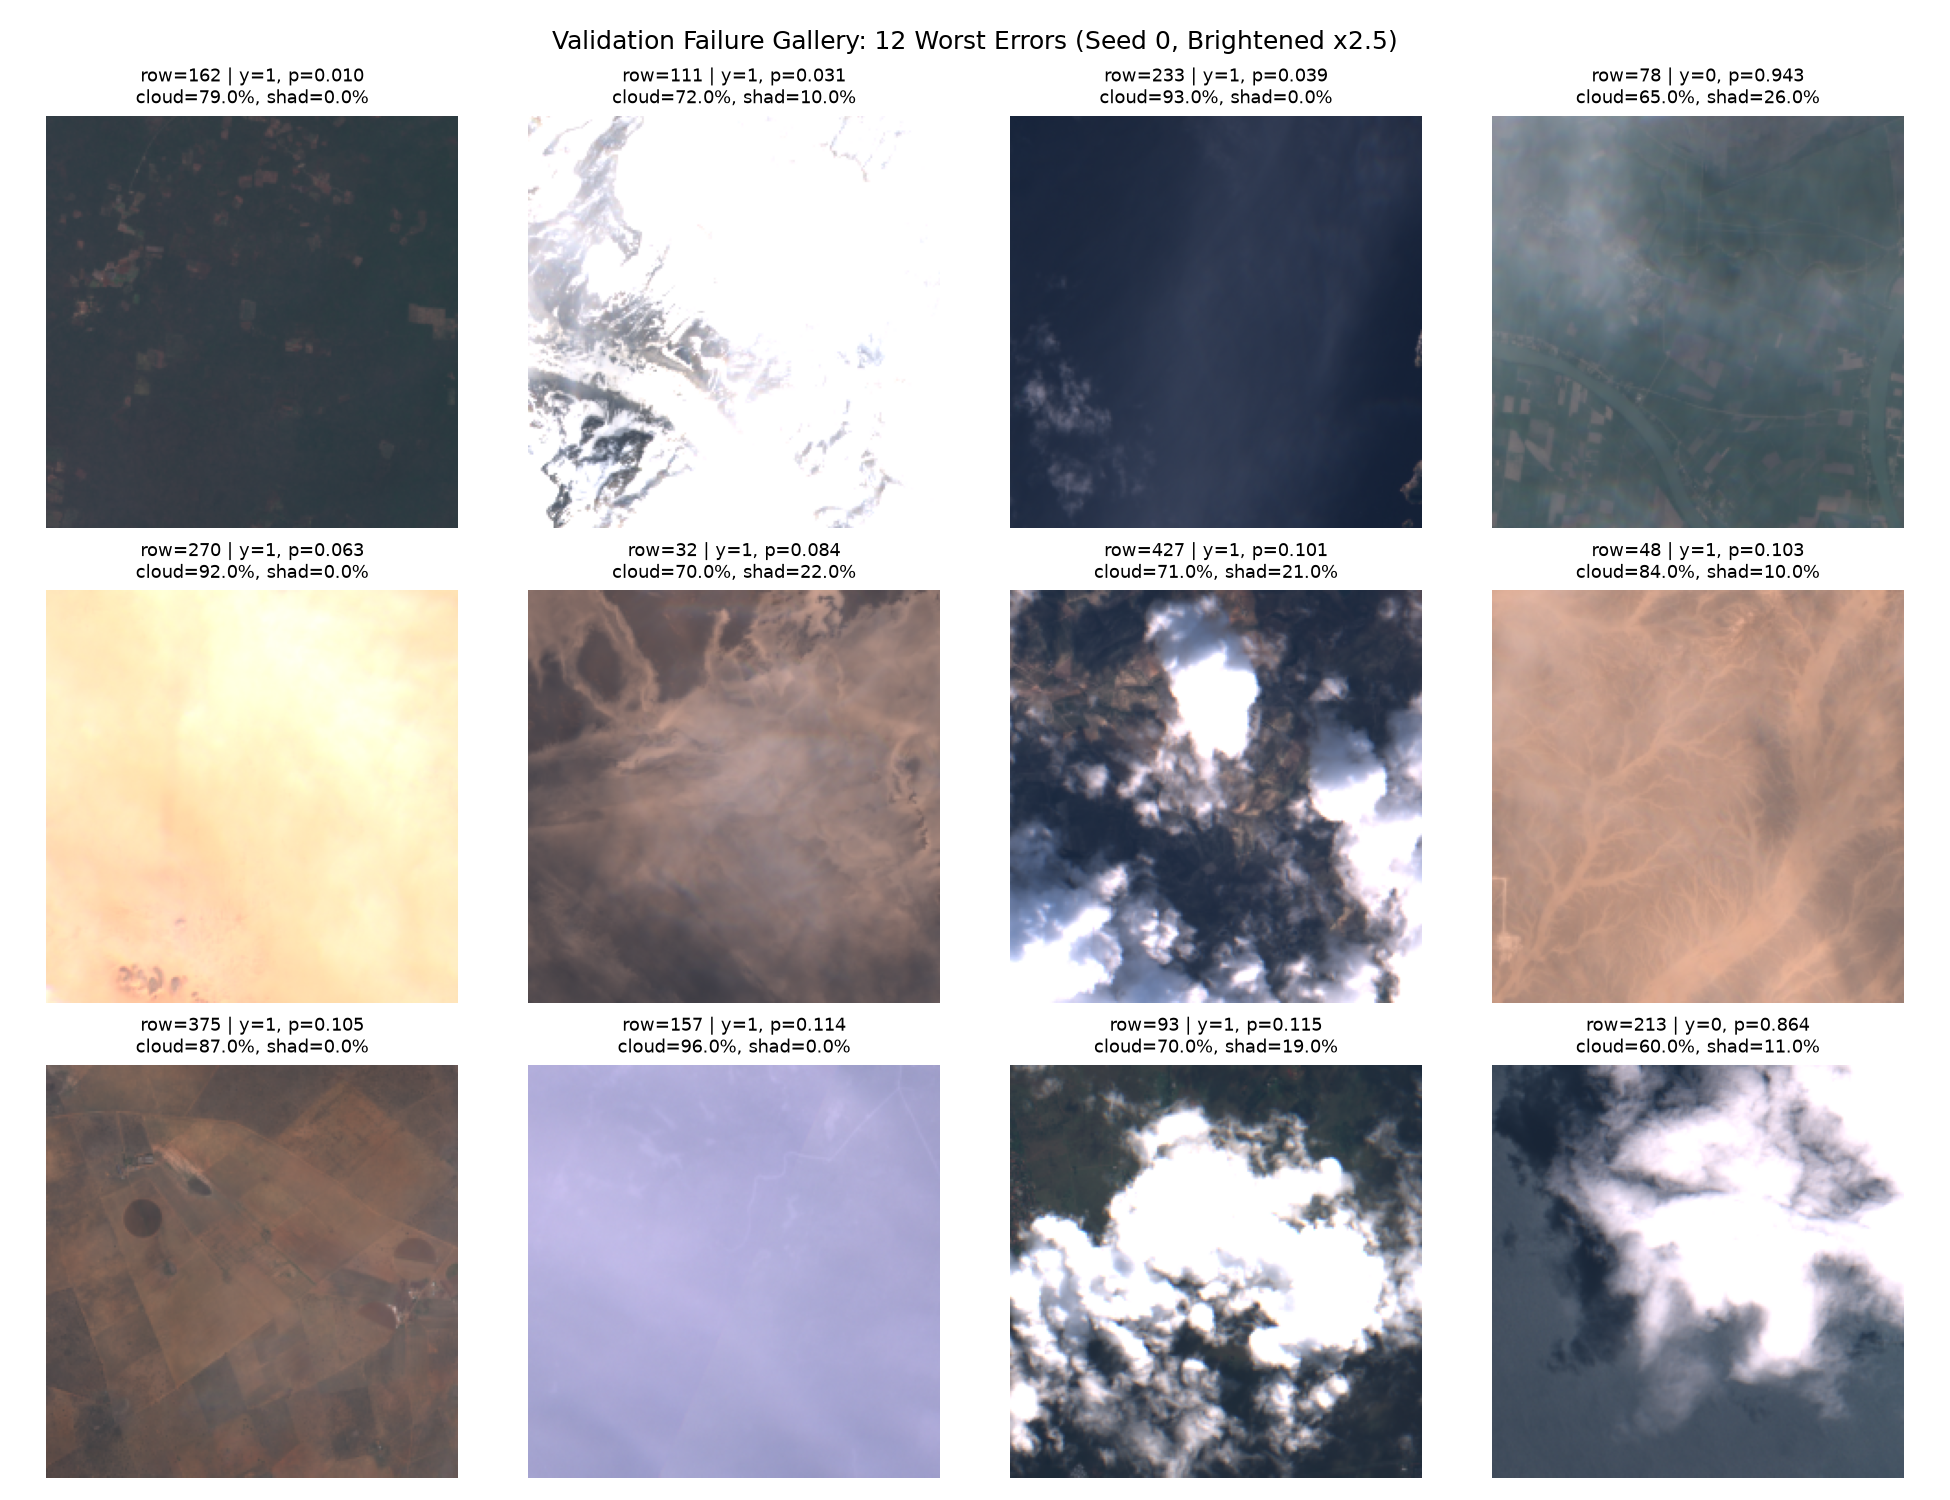 Validation Failure Gallery: 12 Worst Errors (Seed 0, Brightened x2.5)
row=162 | y=1, p=0.010
cloud=79.0%, shad=0.0%
row=111 | y=1, p=0.031
cloud=72.0%, shad=10.0%
row=233 | y=1, p=0.039
cloud=93.0%, shad=0.0%
row=78 | y=0, p=0.943
cloud=65.0%, shad=26.0%
row=270 | y=1, p=0.063
cloud=92.0%, shad=0.0%
row=32 | y=1, p=0.084
cloud=70.0%, shad=22.0%
row=427 | y=1, p=0.101
cloud=71.0%, shad=21.0%
row=48 | y=1, p=0.103
cloud=84.0%, shad=10.0%
row=375 | y=1, p=0.105
cloud=87.0%, shad=0.0%
row=157 | y=1, p=0.114
cloud=96.0%, shad=0.0%
row=93 | y=1, p=0.115
cloud=70.0%, shad=19.0%
row=213 | y=0, p=0.864
cloud=60.0%, shad=11.0%